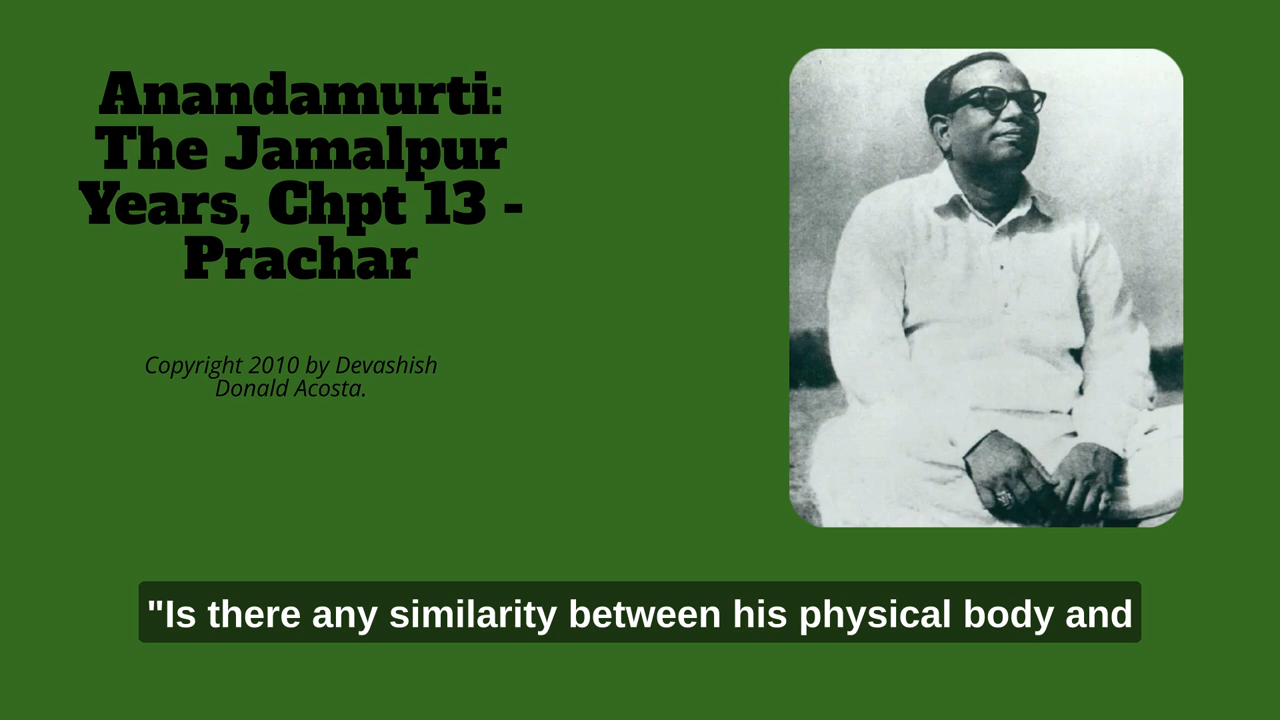 Anandamurti:
The Jamalpur
Years, Chpt 13 -
Prachar
Copyright 2010 by Devashish
Donald Acosta.
"Is there any similarity between his physical body and